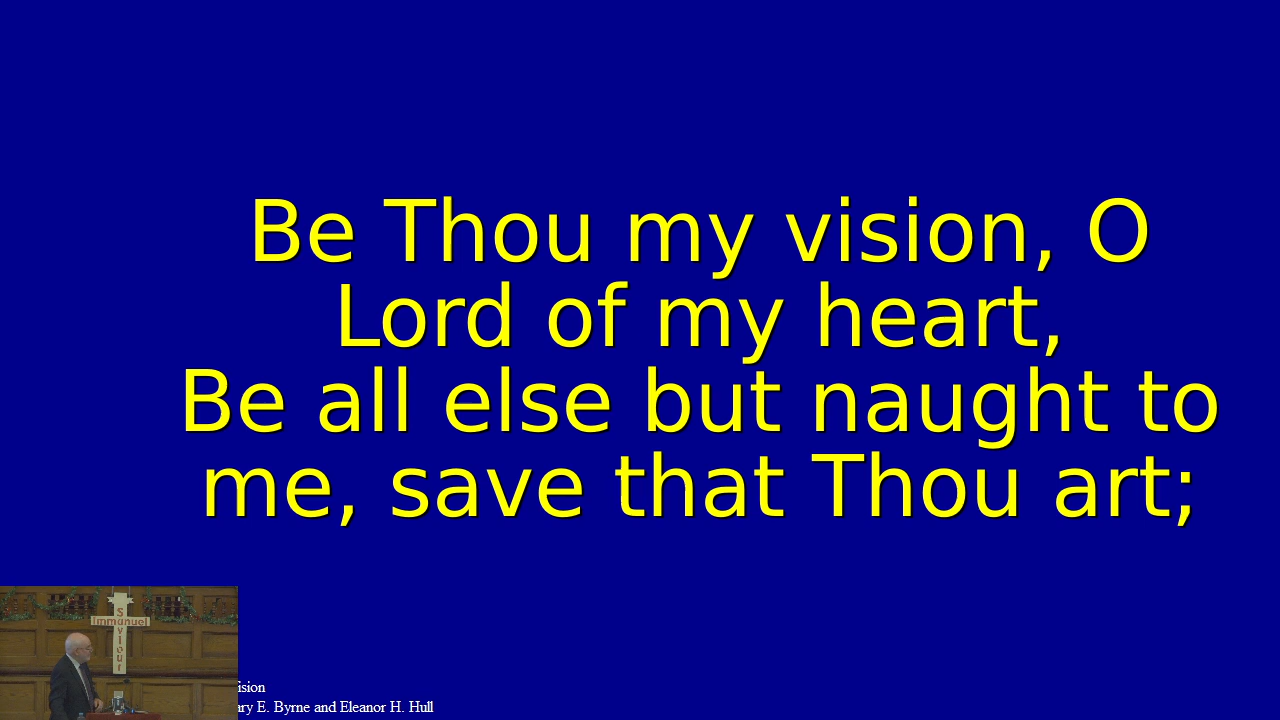 Be Thou my vision, O
Lord of my heart,
Be all else but naught to
me, save that Thou art;
Immanuel
Saviour
ision
ary E. Byrne and Eleanor H. Hull